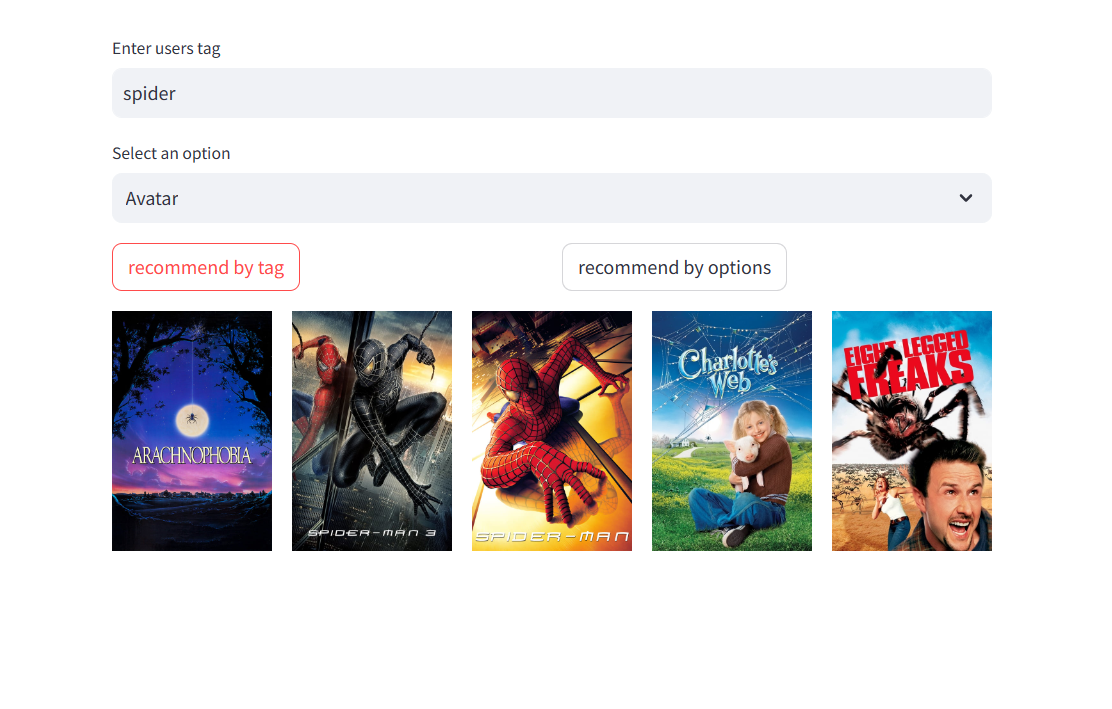 Enter users tag
spider
Select an option
Avatar
recommend by tag
recommend by options
ARACHNOPHOBIA
SPIDER-MAN 3
SPIDER-MAN
Charlotte's
Web
EIGHT LEGGED
FREAKS